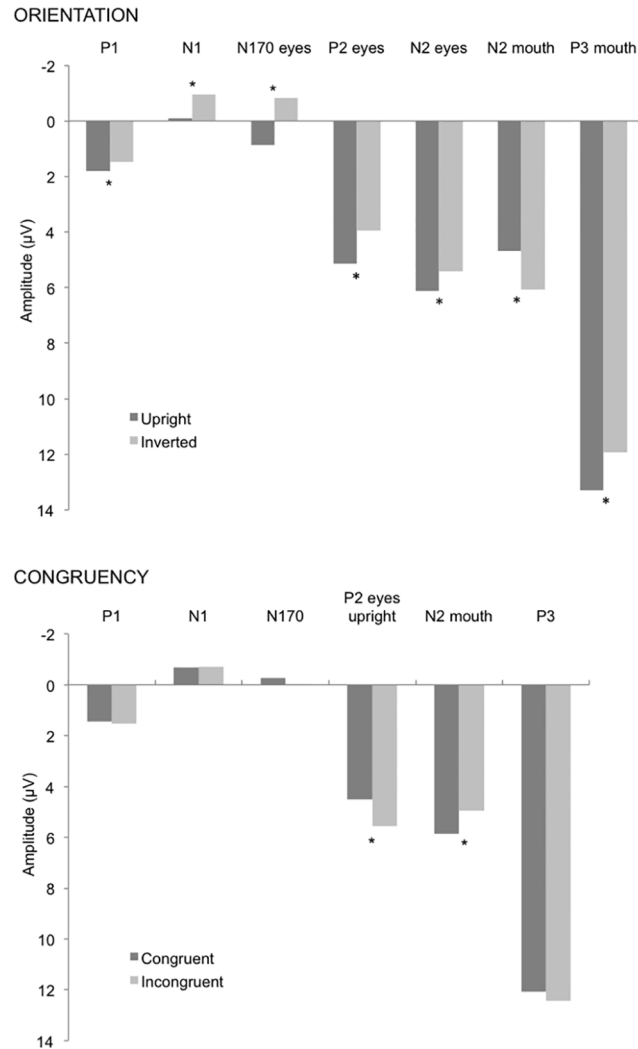 ORIENTATION
P1 N1 N170 eyes P2 eyes N2 eyes N2 mouth P3 mouth
-2
*
*
0
2
*
4
*
*
*
6
8
10
12
14
*
Amplitude (µV)
Upright
Inverted
CONGRUENCY
P1 N1 N170 P2 eyes upright N2 mouth P3
-2
0
2
4
6
*
*
8
10
12
14
Amplitude (µV)
Congruent
Incongruent